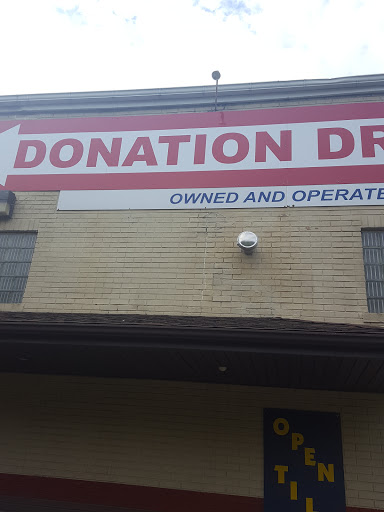 DONATION DR
OWNED AND OPERATE
OPEN
TIL